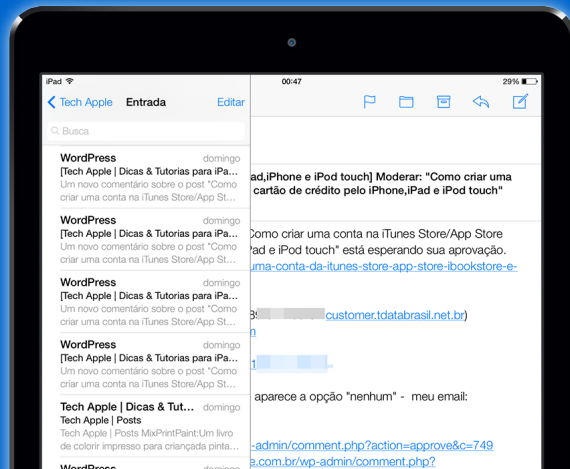 iPad 00:47 29%
Tech Apple Entrada Editar
Busca
WordPress domingo
[Tech Apple | Dicas & Tutorias para iPa...
Um novo comentário sobre o post "Como
criar uma conta na iTunes Store/App St...
WordPress domingo
[Tech Apple | Dicas & Tutorias para iPa...
Um novo comentário sobre o post "Como
criar uma conta na iTunes Store/App St...
WordPress domingo
[Tech Apple | Dicas & Tutorias para iPa...
Um novo comentário sobre o post "Como
criar uma conta na iTunes Store/App St...
WordPress domingo
[Tech Apple | Dicas & Tutorias para iPa...
Um novo comentário sobre o post "Como
criar uma conta na iTunes Store/App St...
Tech Apple | Dicas & Tut... domingo
Tech Apple | Posts
Tech Apple | Posts MixPrintPaint:Um livro
de colorir impresso para criançada pinta...
WordPress domingo
ad,iPhone e iPod touch] Moderar: "Como criar uma
cartão de crédito pelo iPhone,iPad e iPod touch"
Como criar uma conta na iTunes Store/App Store
Pad e iPod touch" está esperando sua aprovação.
uma-conta-da-itunes-store-app-store-ibookstore-e-
customer.tdatabrasil.net.br)
aparece a opção "nenhum" - meu email:
-admin/comment.php?action=approve&c=749
e.com.br/wp-admin/comment.php?